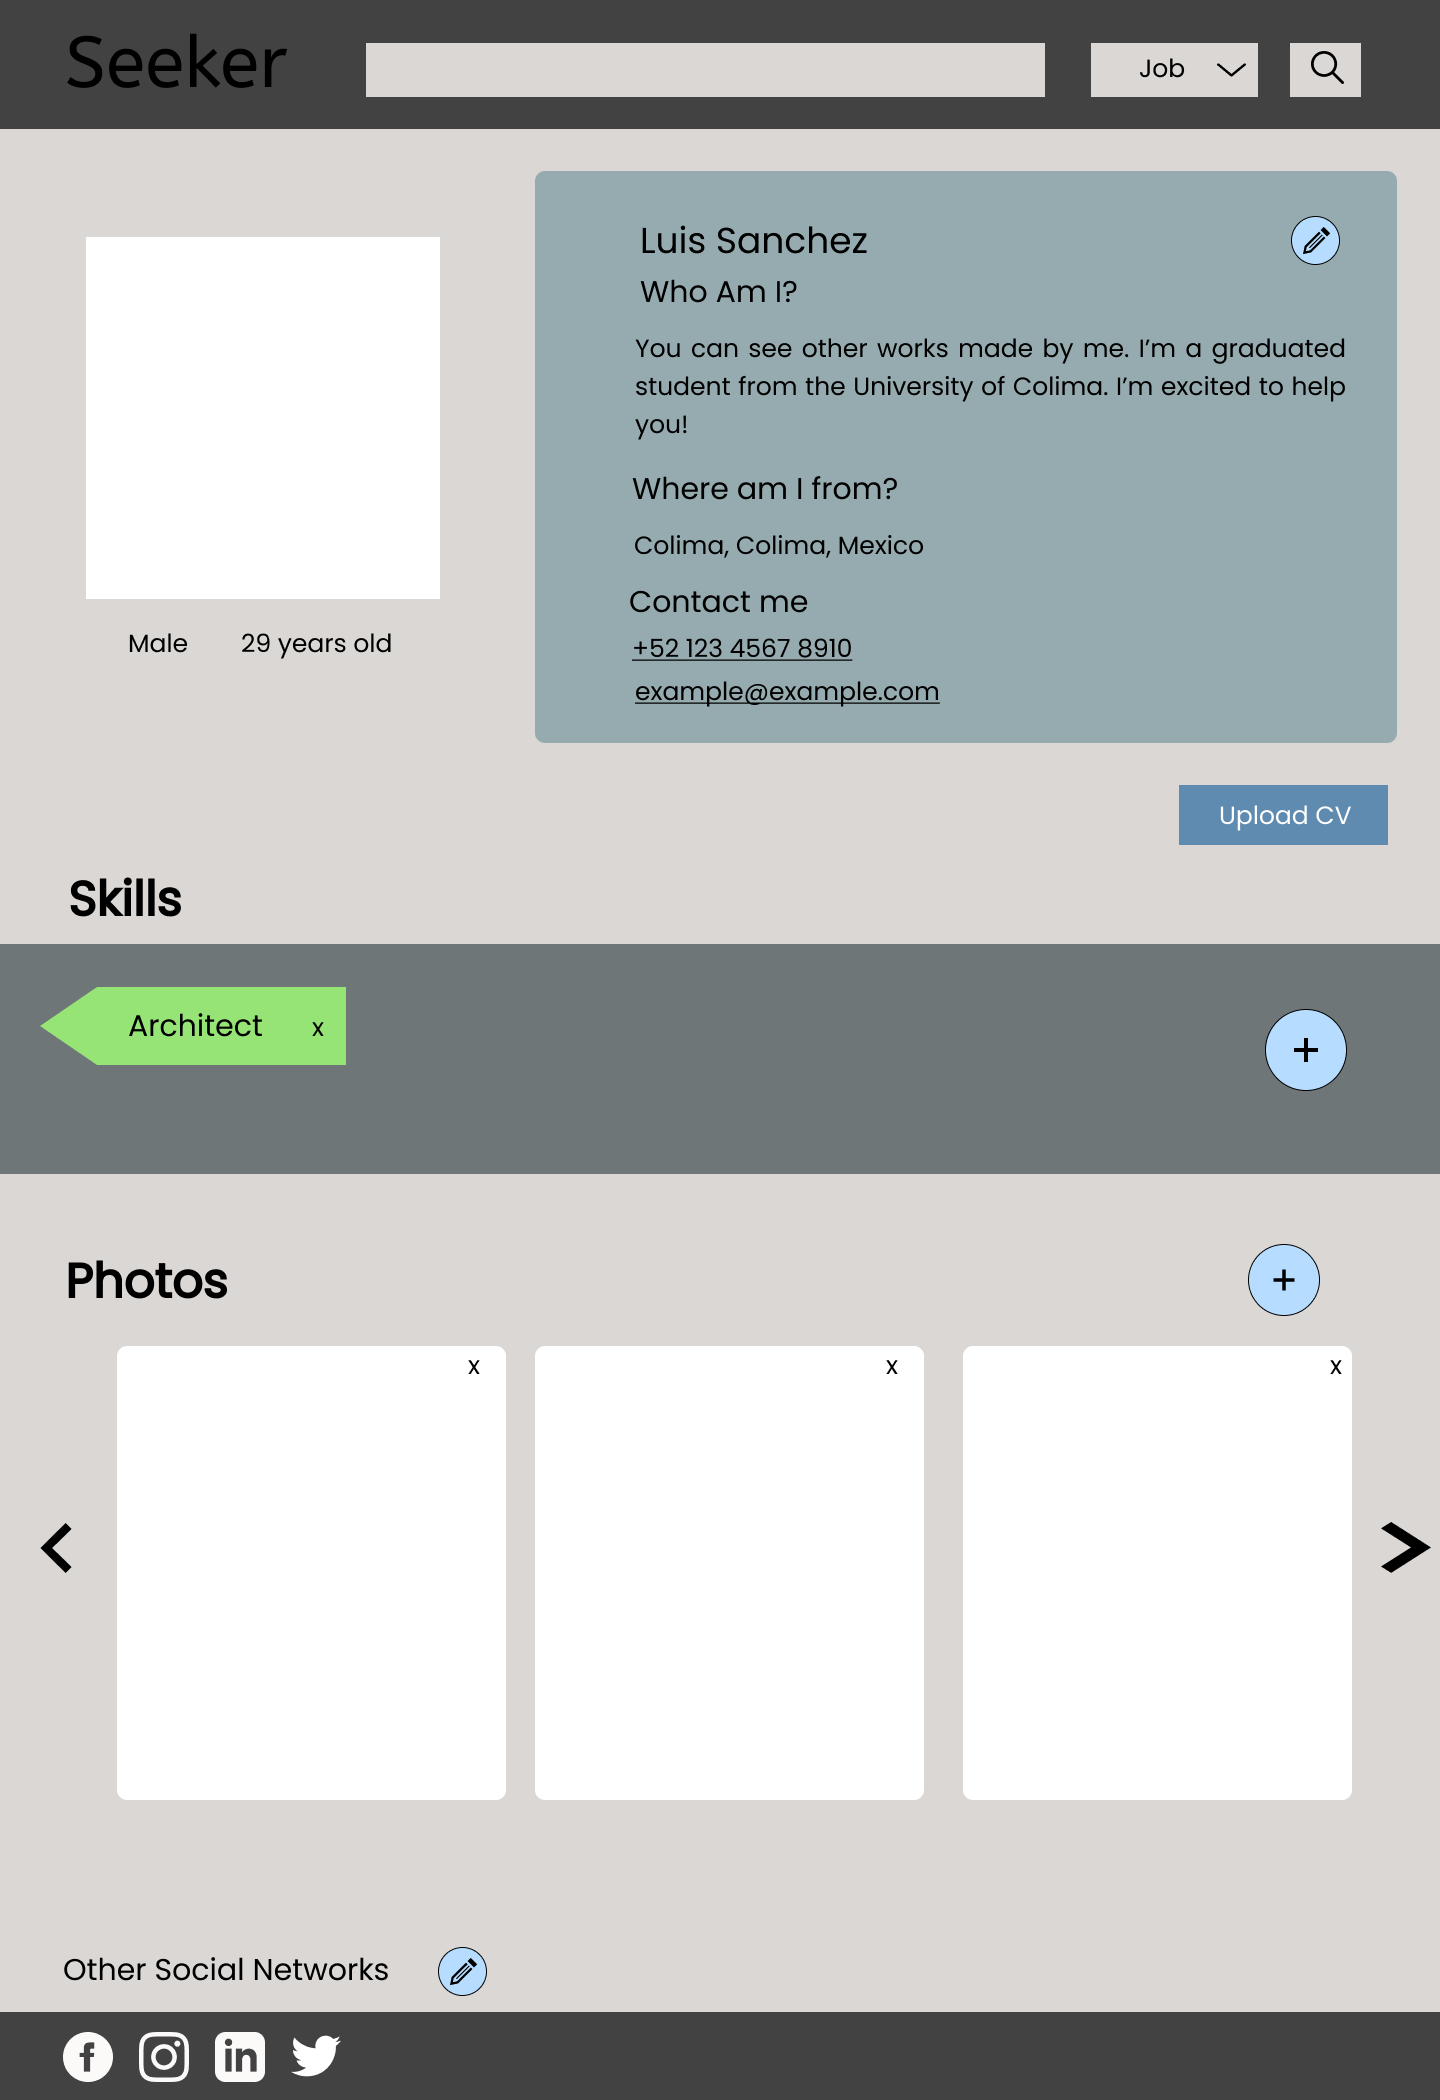 Seeker
Job
Luis Sanchez
Who Am I?
You can see other works made by me. I’m a graduated
student from the University of Colima. I’m excited to help
you!
Where am I from?
Colima, Colima, Mexico
Contact me
+52 123 4567 8910
example@example.com
Male 29 years old
Upload CV
Skills
Architect x
+
Photos
+
x x x
Other Social Networks
f
in